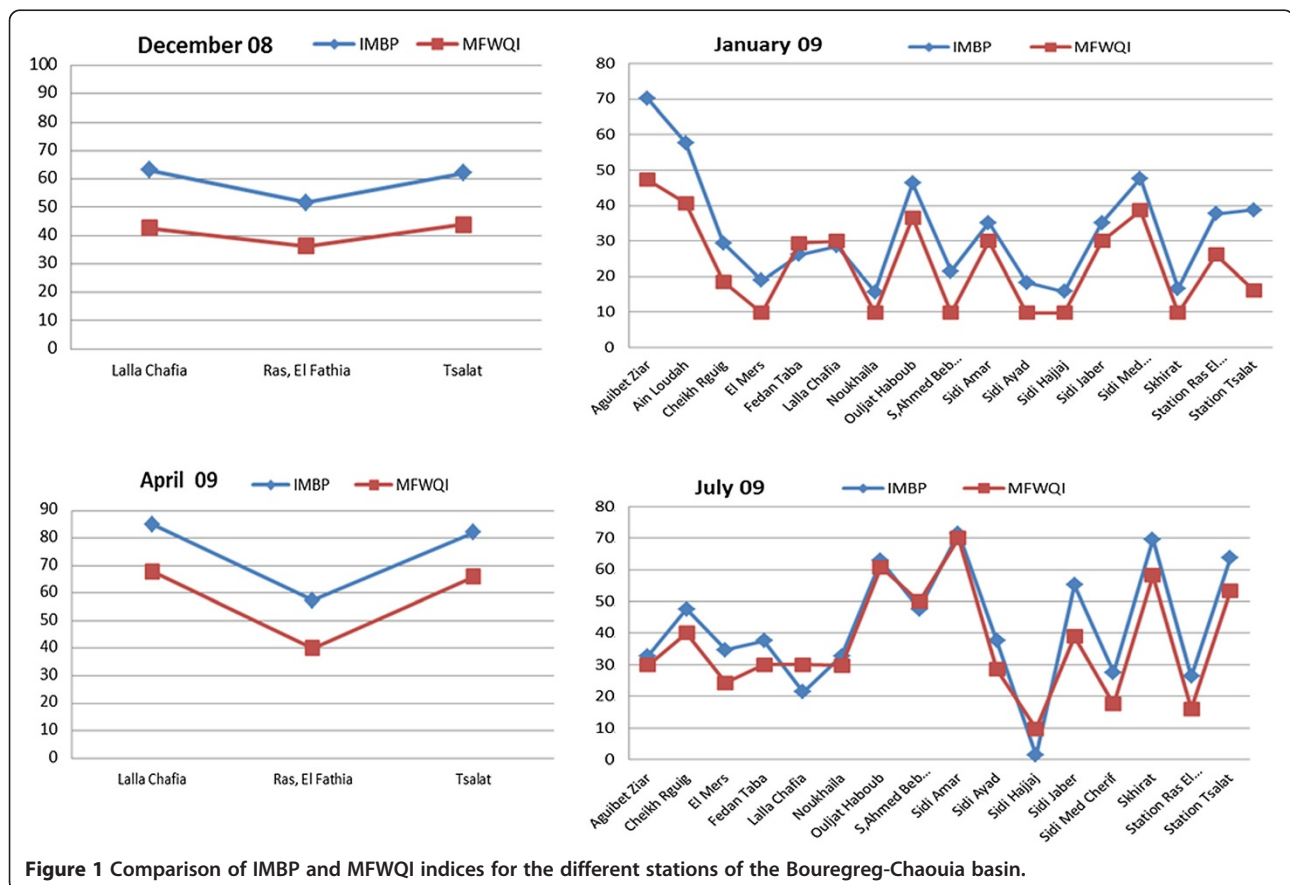 December 08
IMBP
MFWQI
100
90
80
70
60
50
40
30
20
10
0
Lalla Chafia
Ras, El Fathia
Tsalat
January 09
IMBP
MFWQI
80
70
60
50
40
30
20
10
0
Aguibet Ziar
Ain Loudah
Cheikh Rguig
El Mers
Fedan Taba
Lalla Chafia
Noukhaila
Ouljat Haboub
S,Ahmed Beb...
Sidi Amar
Sidi Ayad
Sidi Hajjaj
Sidi Jaber
Sidi Med...
Skhirat
Station Ras El...
Station Tsalat
April 09
IMBP
MFWQI
90
80
70
60
50
40
30
20
10
0
Lalla Chafia
Ras, El Fathia
Tsalat
July 09
IMBP
MFWQI
80
70
60
50
40
30
20
10
0
Aguibet Ziar
Cheikh Rguig
El Mers
Fedan Taba
Lalla Chafia
Noukhaila
Ouljat Haboub
S,Ahmed Beb...
Sidi Amar
Sidi Ayad
Sidi Hajjaj
Sidi Jaber
Sidi Med Cherif
Skhirat
Station Ras El...
Station Tsalat
Figure 1 Comparison of IMBP and MFWQI indices for the different stations of the Bouregreg-Chaouia basin.